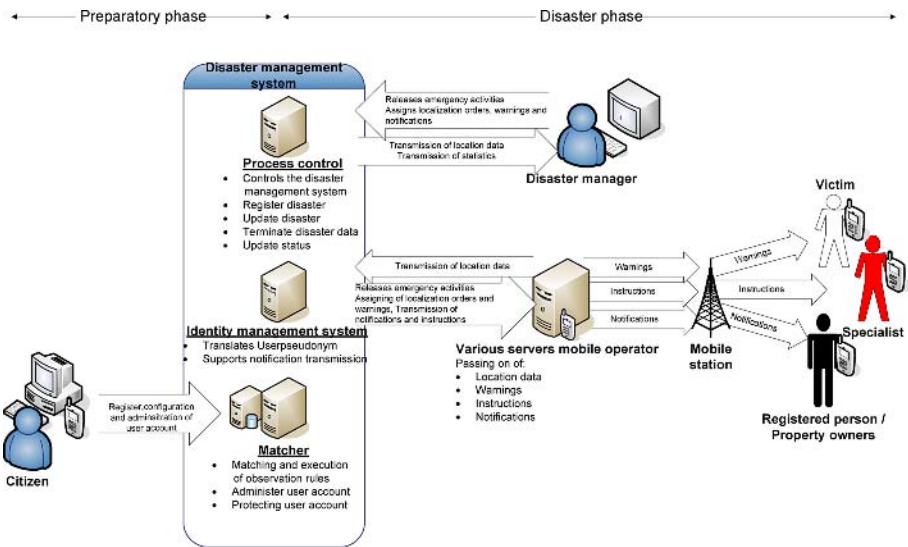 Preparatory phase
Disaster phase
Disaster management
system
Releases emergency activities
Assigns localization orders, warnings and
notifications
Transmission of location data
Transmission of statistics
Disaster manager
Process control
• Controls the disaster
management system
• Register disaster
• Update disaster
• Terminate disaster data
• Update status
Victim
Transmission of location data
Releases emergency activities
Assigning of localization orders and
warnings, Transmission of
notifications and instructions
Warnings
Instructions
Notifications
Warnings
Instructions
Notifications
Specialist
Identity management system
• Translates Userpseudonym
• Supports notification transmission
Various servers mobile operator
Passing on of:
• Location data
• Warnings
• Instructions
• Notifications
Mobile
station
Registered person /
Property owners
Register,configuration
and adminsitration of
user account
Citizen
Matcher
• Matching and execution
of observation rules
• Administer user account
• Protecting user account